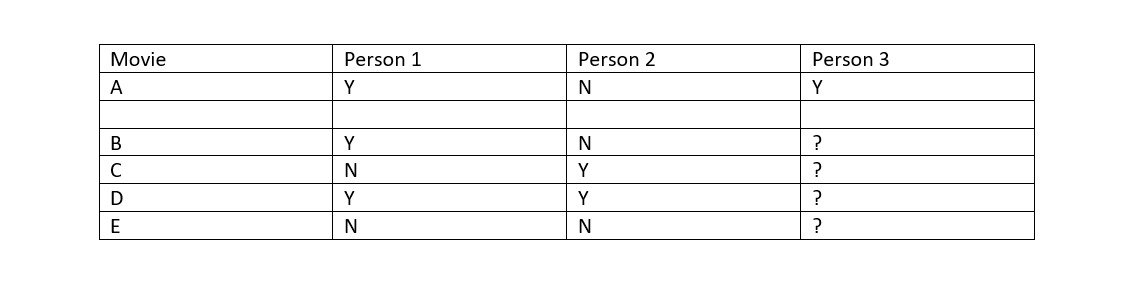 Movie Person 1 Person 2 Person 3
A Y N Y
B Y N ?
C N Y ?
D Y Y ?
E N N ?